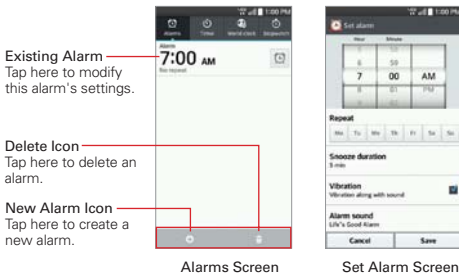 Existing Alarm
Tap here to modify
this alarm's settings.
Delete Icon
Tap here to delete an
alarm.
New Alarm Icon
Tap here to create a
new alarm.
1:00 PM
Alarms Timer World clock Stopwatch
Alarm
7:00 AM
No repeat
Alarms Screen
1:00 PM
Set alarm
Hour Minute
6 59
7 00 AM
8 01 PM
Repeat
Mo Tu We Th Fri Sa Su
Snooze duration
5 min
Vibration
Vibration along with sound
Alarm sound
Life's Good Alarm
Cancel Save
Set Alarm Screen